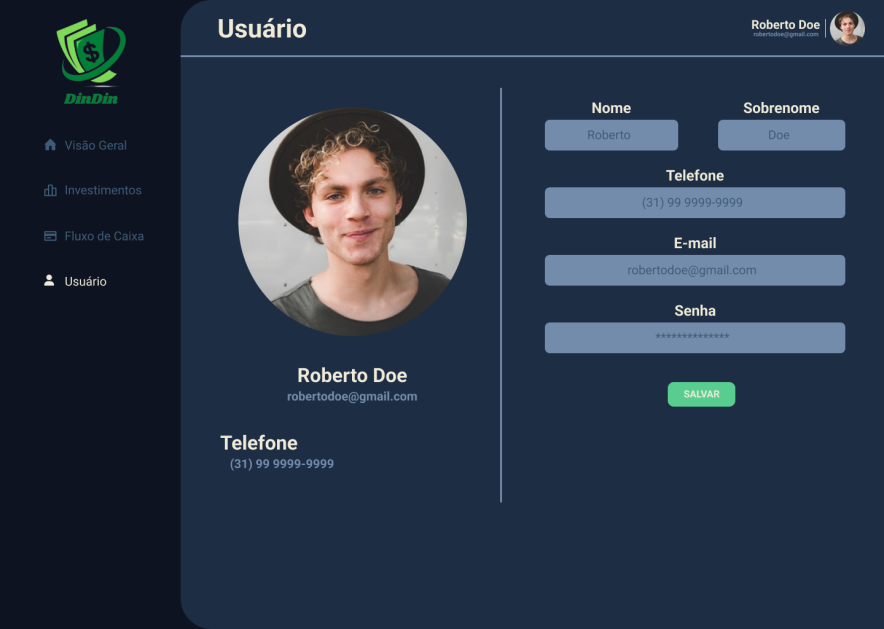 DinDin
Visão Geral
Investimentos
Fluxo de Caixa
Usuário
Usuário
Roberto Doe
robertodoe@gmail.com
Roberto Doe
robertodoe@gmail.com
Telefone
(31) 99 9999-9999
Nome
Sobrenome
Roberto
Doe
Telefone
(31) 99 9999-9999
E-mail
robertodoe@gmail.com
Senha
**************
SALVAR